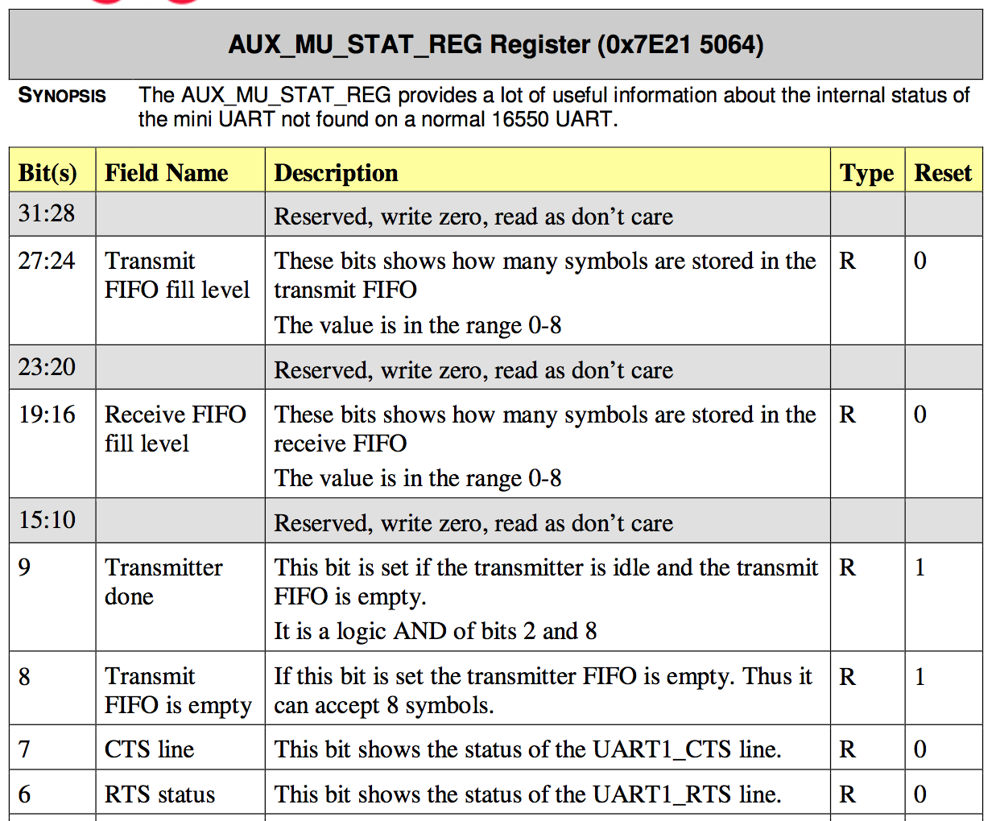 AUX_MU_STAT_REG Register (0x7E21 5064)
SYNOPSIS The AUX_MU_STAT_REG provides a lot of useful information about the internal status of
the mini UART not found on a normal 16550 UART.
Bit(s) Field Name Description Type Reset
31:28 Reserved, write zero, read as don’t care
27:24 Transmit These bits shows how many symbols are stored in the R 0
FIFO fill level transmit FIFO
The value is in the range 0-8
23:20 Reserved, write zero, read as don’t care
19:16 Receive FIFO These bits shows how many symbols are stored in the R 0
fill level receive FIFO
The value is in the range 0-8
15:10 Reserved, write zero, read as don’t care
9 Transmitter This bit is set if the transmitter is idle and the transmit R 1
done FIFO is empty.
It is a logic AND of bits 2 and 8
8 Transmit If this bit is set the transmitter FIFO is empty. Thus it R 1
FIFO is empty can accept 8 symbols.
7 CTS line This bit shows the status of the UART1_CTS line. R 0
6 RTS status This bit shows the status of the UART1_RTS line. R 0